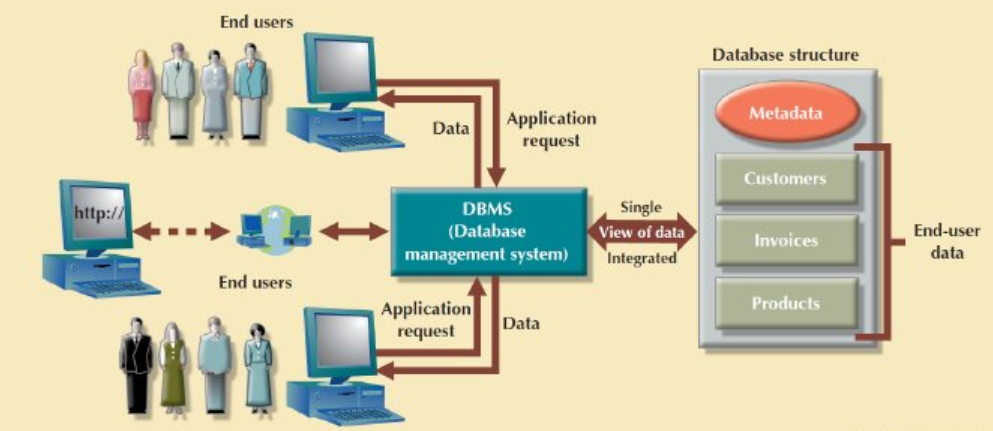 End users
Database structure
Metadata
Data
Application
request
Customers
http://
DBMS
(Database
management system)
Single
View of data
Integrated
Invoices
End-user
data
End users
Application
request
Data
Products